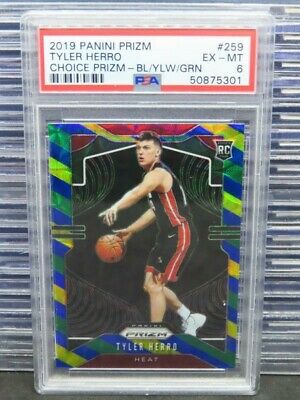 2019 PANINI PRIZM #259
TYLER HERRO EX - MT
CHOICE PRIZM - BL/YLW/GRN 6
PSA 50875301
RC
PANINI
PRIZM
TYLER HERRO
HEAT